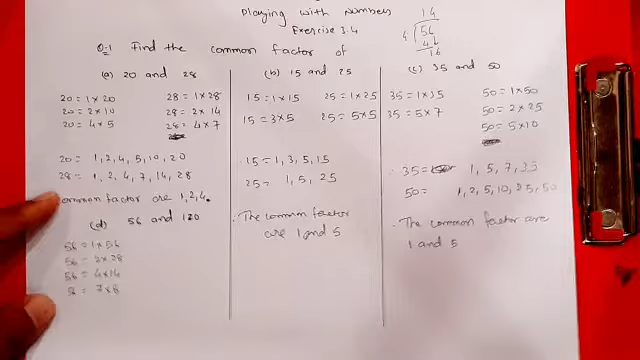 Playing with Numbers
Exercise 3.4
14
4 56
4
16
Q-1 Find the common factor of
(a) 20 and 28
20 = 1 × 20
20 = 2 × 10
20 = 4 × 5
28 = 1 × 28
28 = 2 × 14
28 = 4 × 7
20 = 1, 2, 4, 5, 10, 20
28 = 1, 2, 4, 7, 14, 28
common factor are 1, 2, 4.
(b) 15 and 25
15 = 1 × 15
15 = 3 × 5
25 = 1 × 25
25 = 5 × 5
15 = 1, 3, 5, 15
25 = 1, 5, 25
∴ The common factor
are 1 and 5
(c) 35 and 50
35 = 1 × 35
35 = 5 × 7
50 = 1 × 50
50 = 2 × 25
50 = 5 × 10
35 = 1, 5, 7, 35
50 = 1, 2, 5, 10, 25, 50
∴ The common factor are
1 and 5
(d) 56 and 120
56 = 1 × 56
56 = 2 × 28
56 = 4 × 14
56 = 7 × 8